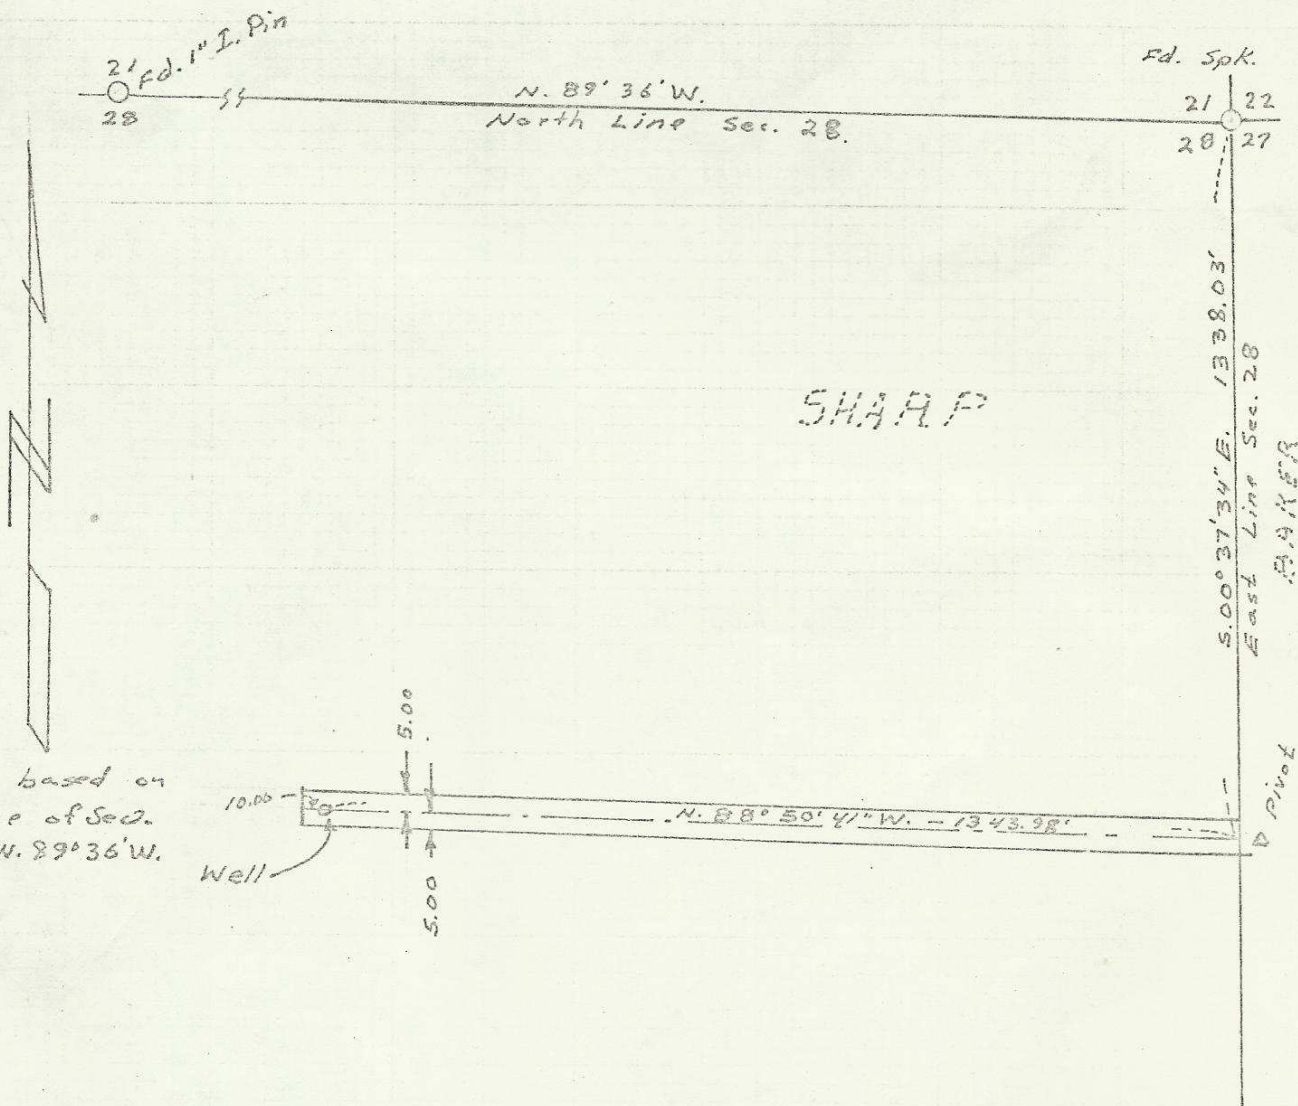 Fd. 1" I. Pin
21
28
N. 89° 36' W.
North Line Sec. 28.
Fd. Spk.
21 22
28 27
S. 00° 37' 34" E. 1338.03'
East Line Sec. 28
SHARP
BAKER
Pivot
N
based on
e of Sec.
N. 89° 36' W.
10.00
5.00
5.00
Well
N. 88° 50' 41" W. - 1343.98'